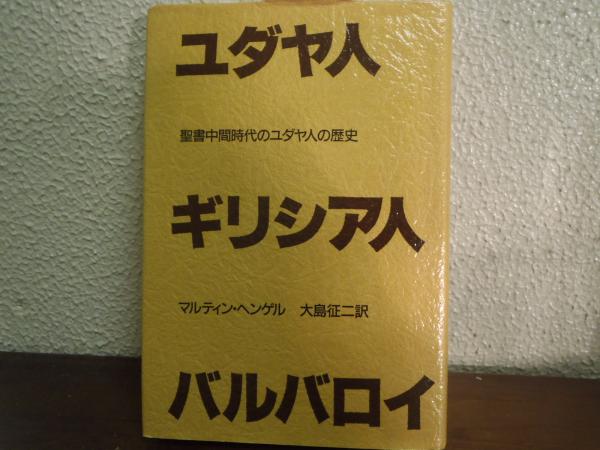 ユダヤ人
聖書中間時代のユダヤ人の歴史
ギリシア人
マルティン・ヘンゲル 大島征二訳
バルバロイ